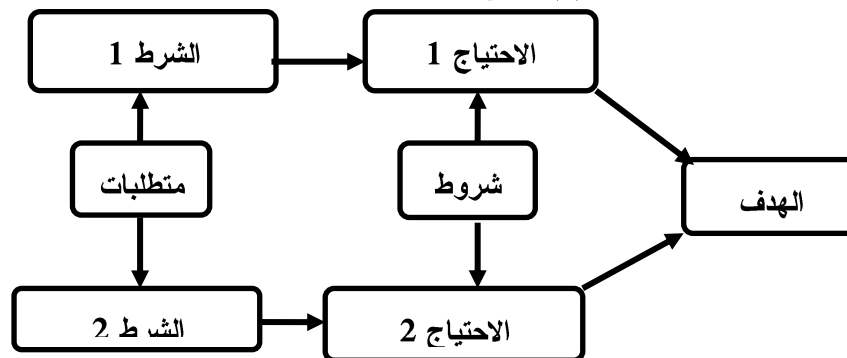 الاحتياج 1
الشرط 1
شروط
متطلبات
الهدف
الاحتياج 2
الشرط 2